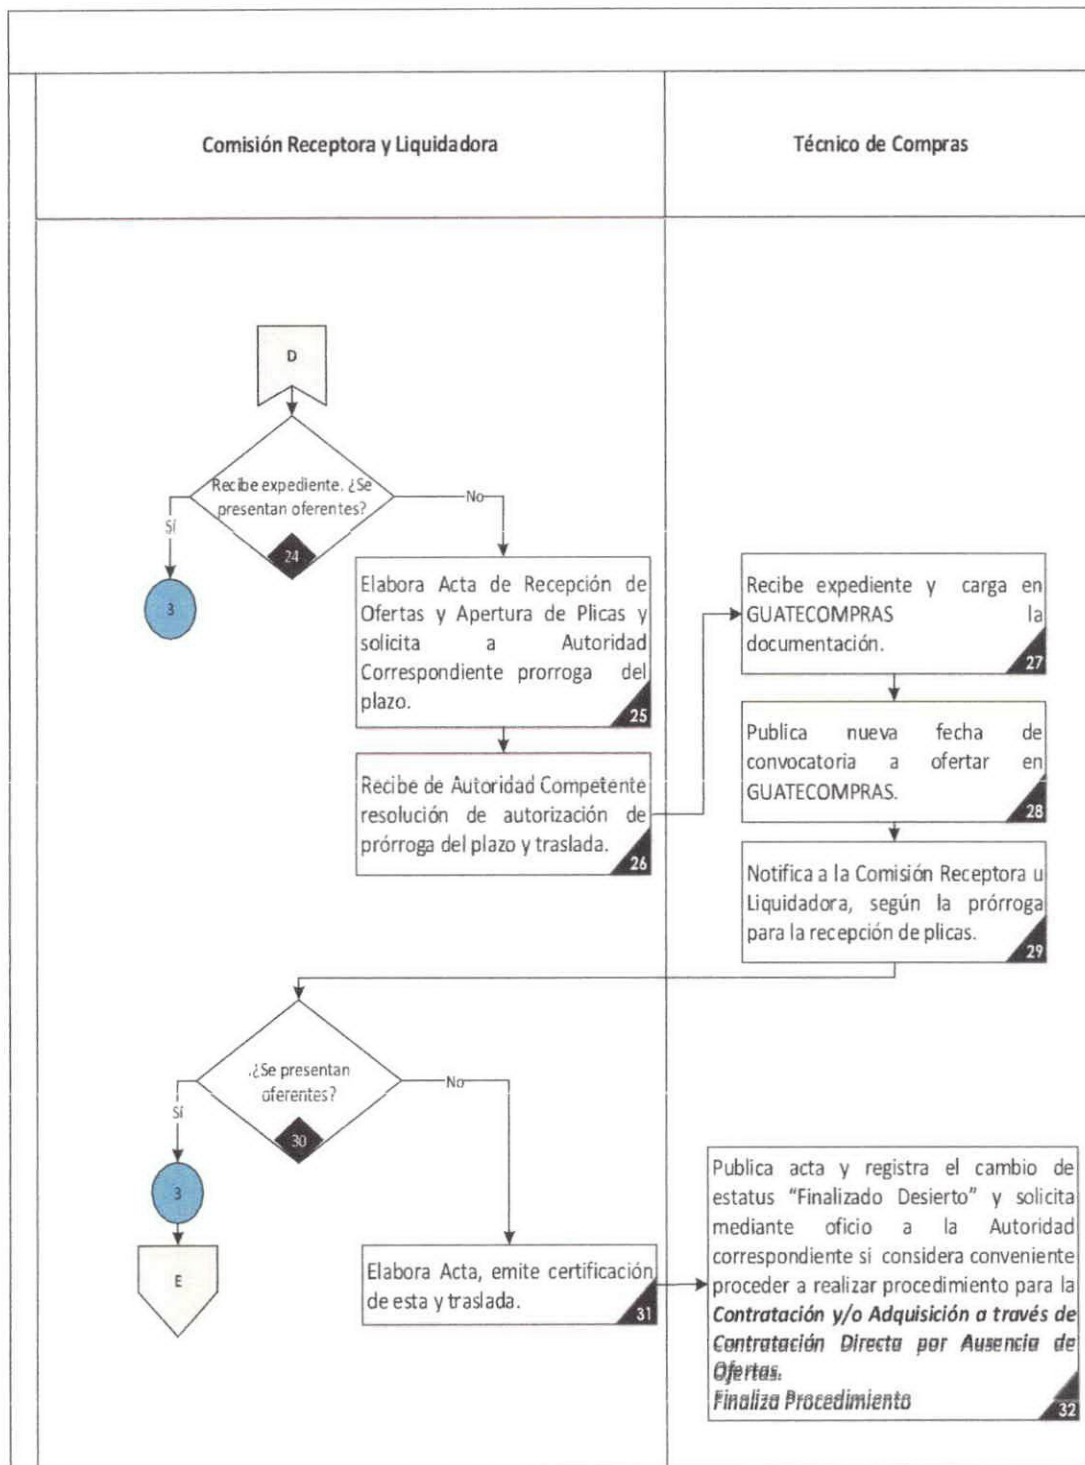 Comisión Receptora y Liquidadora
Técnico de Compras
D
Recibe expediente. ¿Se
presentan oferentes?
24
Sí
No
3
Elabora Acta de Recepción de
Ofertas y Apertura de Plicas y
solicita a Autoridad
Correspondiente prorroga del
plazo.
25
Recibe de Autoridad Competente
resolución de autorización de
prórroga del plazo y traslada.
26
Recibe expediente y carga en
GUATECOMPRAS la
documentación.
27
Publica nueva fecha de
convocatoria a ofertar en
GUATECOMPRAS.
28
Notifica a la Comisión Receptora u
Liquidadora, según la prórroga
para la recepción de plicas.
29
.¿Se presentan
oferentes?
30
Sí
No
3
E
Elabora Acta, emite certificación
de esta y traslada.
31
Publica acta y registra el cambio de
estatus “Finalizado Desierto” y solicita
mediante oficio a la Autoridad
correspondiente si considera conveniente
proceder a realizar procedimiento para la
Contratación y/o Adquisición a través de
Contratación Directa por Ausencia de
Ofertas.
Finaliza Procedimiento
32